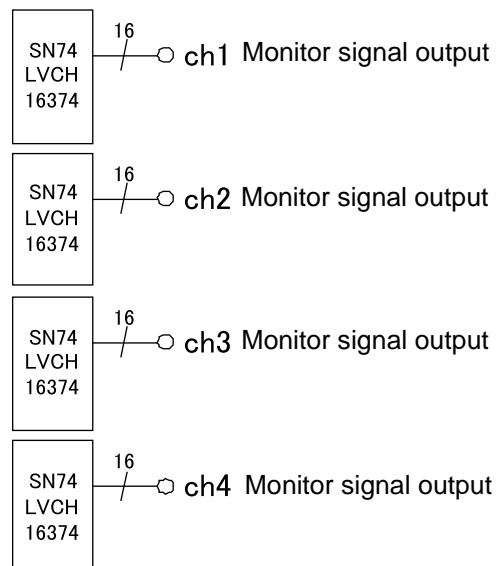 SN74
LVCH
16374
16
ch1 Monitor signal output
SN74
LVCH
16374
16
ch2 Monitor signal output
SN74
LVCH
16374
16
ch3 Monitor signal output
SN74
LVCH
16374
16
ch4 Monitor signal output